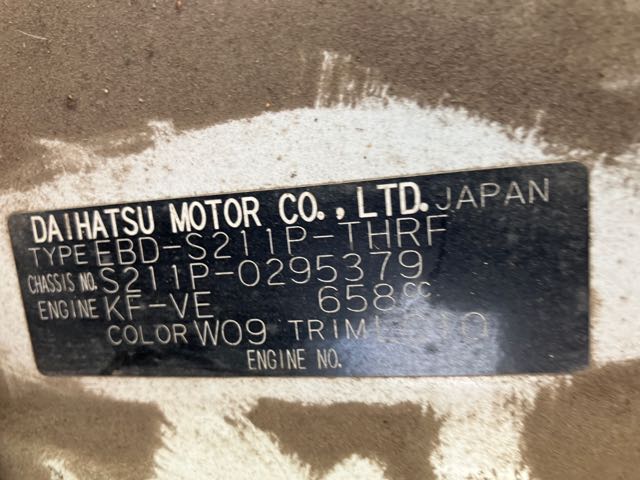 DAIHATSU MOTOR CO., LTD. JAPAN
TYPE EBD-S211P-THRF
CHASSIS NO. S211P-0295379
ENGINE KF-VE 658CC
COLOR W09 TRIM
ENGINE NO.